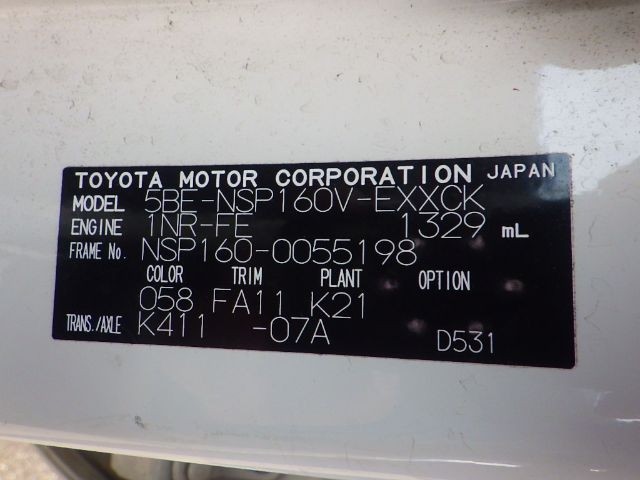 TOYOTA MOTOR CORPORATION JAPAN
MODEL 5BE-NSP160V-EXXCK
ENGINE 1NR-FE 1329 mL
FRAME No. NSP160-0055198
COLOR TRIM PLANT OPTION
058 FA11 K21
TRANS./AXLE K411 -07A D531